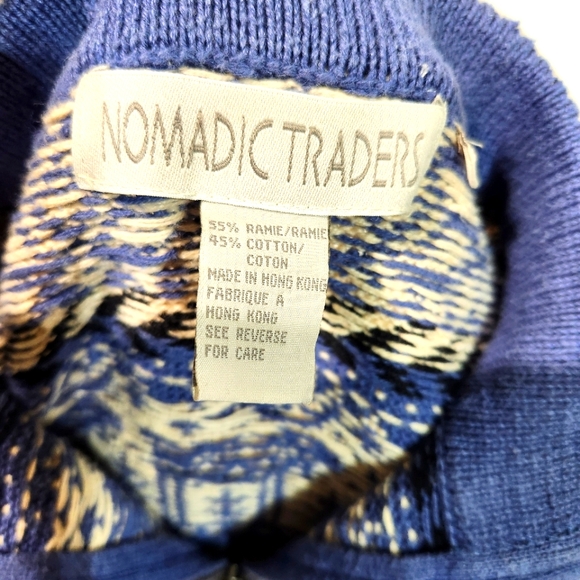 NOMADIC TRADERS
55% RAMIE/RAMIE
45% COTTON/
COTON
MADE IN HONG KONG
FABRIQUE A
HONG KONG
SEE REVERSE
FOR CARE